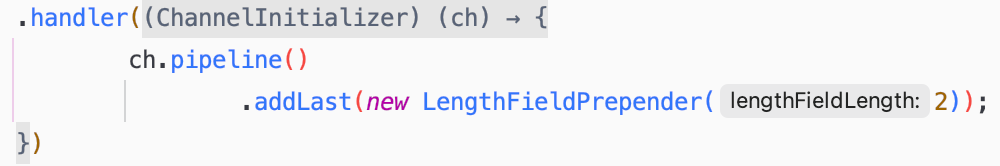 .handler((ChannelInitializer) (ch) → {
ch.pipeline()
.addLast(new LengthFieldPrepender( lengthFieldLength: 2));
})